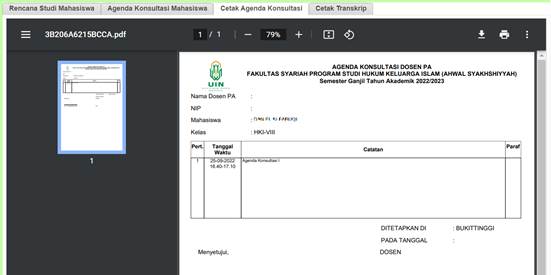 Rencana Studi Mahasiswa Agenda Konsultasi Mahasiswa Cetak Agenda Konsultasi Cetak Transkrip
3B206A6215BCCA.pdf 1 / 1 — 79% +
UIN
AGENDA KONSULTASI DOSEN PA
FAKULTAS SYARIAH PROGRAM STUDI HUKUM KELUARGA ISLAM (AHWAL SYAKHSHIYYAH)
Semester Ganjil Tahun Akademik 2022/2023
Nama Dosen PA :
NIP :
Mahasiswa :
Kelas : HKI-VIII
Pert. Tanggal Waktu Catatan Paraf
1 25-09-2022 Agenda Konsultasi I
16.40-17.10
DITETAPKAN DI : BUKITTINGGI
PADA TANGGAL :
Menyetujui, DOSEN
1